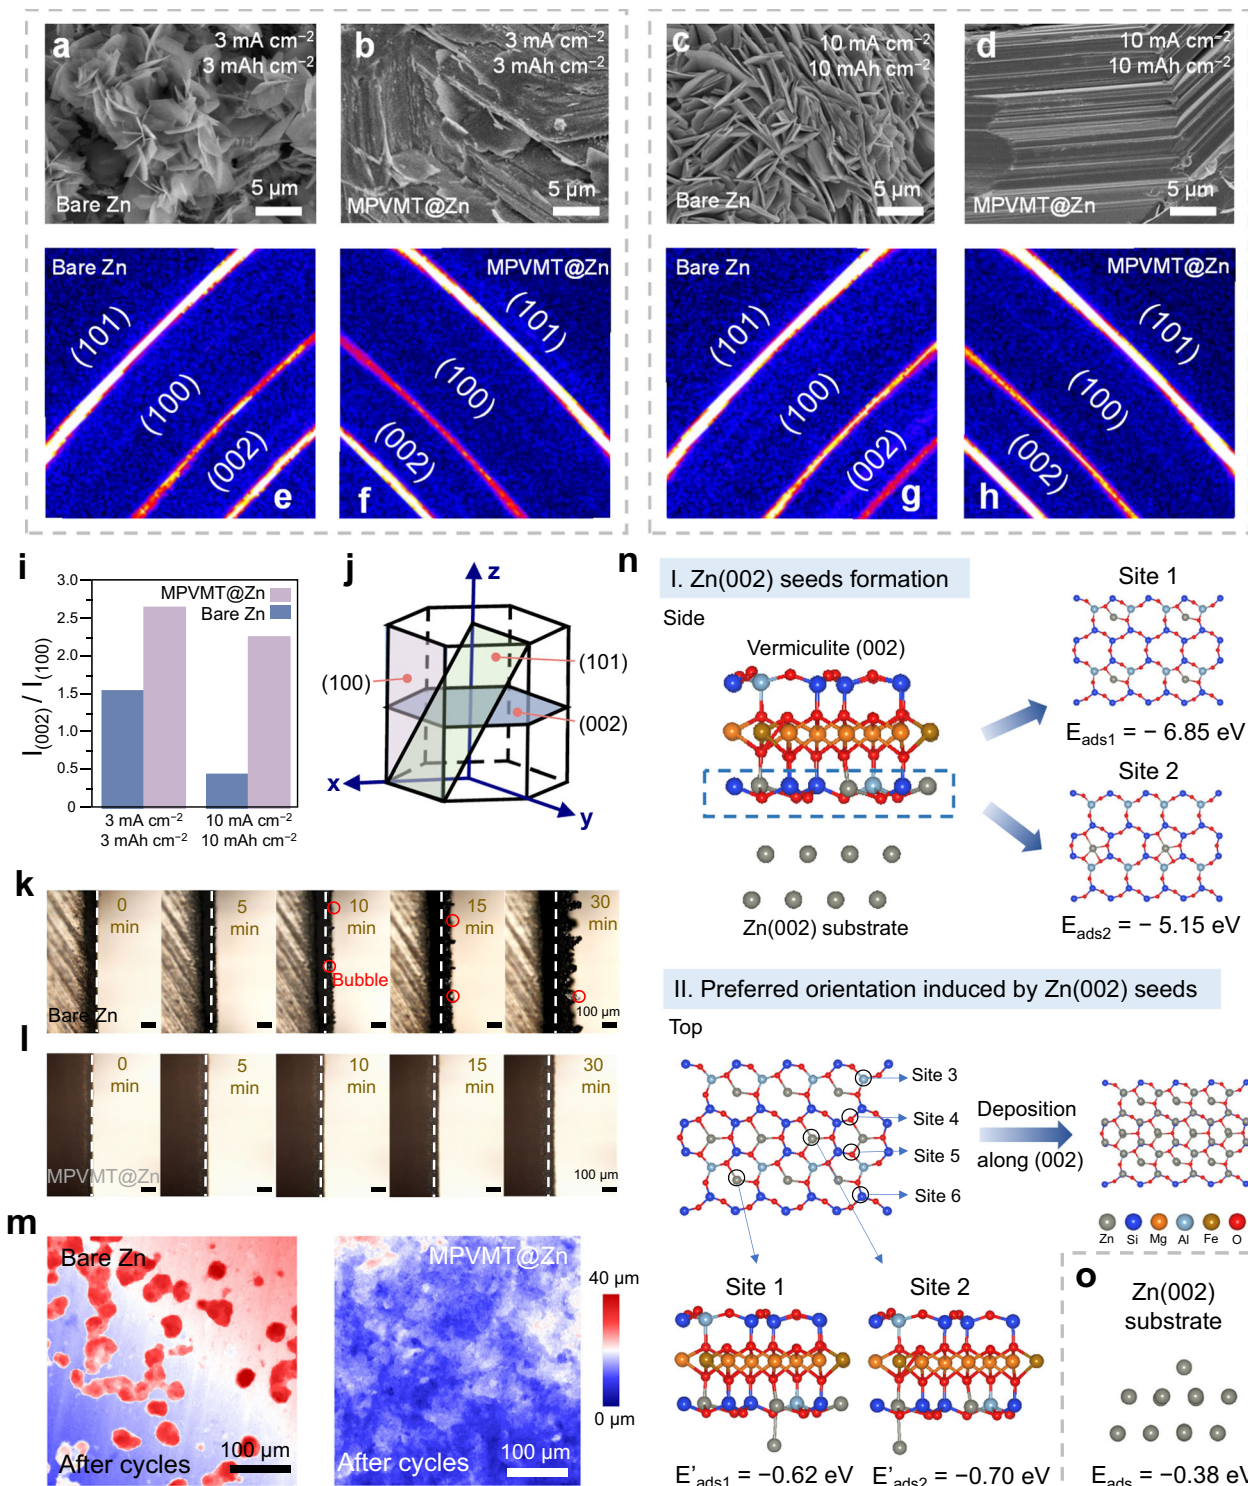 a
3 mA cm⁻²
3 mAh cm⁻²
Bare Zn
5 µm
b
3 mA cm⁻²
3 mAh cm⁻²
MPVMT@Zn
5 µm
c
10 mA cm⁻²
10 mAh cm⁻²
Bare Zn
5 µm
d
10 mA cm⁻²
10 mAh cm⁻²
MPVMT@Zn
5 µm
Bare Zn
(101)
(100)
(002)
e
MPVMT@Zn
(101)
(100)
(002)
f
Bare Zn
(101)
(100)
(002)
g
MPVMT@Zn
(101)
(100)
(002)
h
i
I(002) / I(100)
3.0
2.5
2.0
1.5
1.0
0.5
0
MPVMT@Zn
Bare Zn
3 mA cm⁻²
3 mAh cm⁻²
10 mA cm⁻²
10 mAh cm⁻²
j
z
x
y
(100)
(101)
(002)
k
0 min
5 min
10 min
15 min
30 min
Bubble
Bare Zn
100 µm
l
0 min
5 min
10 min
15 min
30 min
MPVMT@Zn
100 µm
m
Bare Zn
After cycles
100 µm
MPVMT@Zn
After cycles
100 µm
40 µm
0 µm
n
I. Zn(002) seeds formation
Side
Vermiculite (002)
Zn(002) substrate
Site 1
Eads1 = − 6.85 eV
Site 2
Eads2 = − 5.15 eV
II. Preferred orientation induced by Zn(002) seeds
Top
Site 3
Site 4
Site 5
Site 6
Deposition
along (002)
Zn Si Mg Al Fe O
Site 1
E'ads1 = −0.62 eV
Site 2
E'ads2 = −0.70 eV
o
Zn(002)
substrate
Eads = −0.38 eV